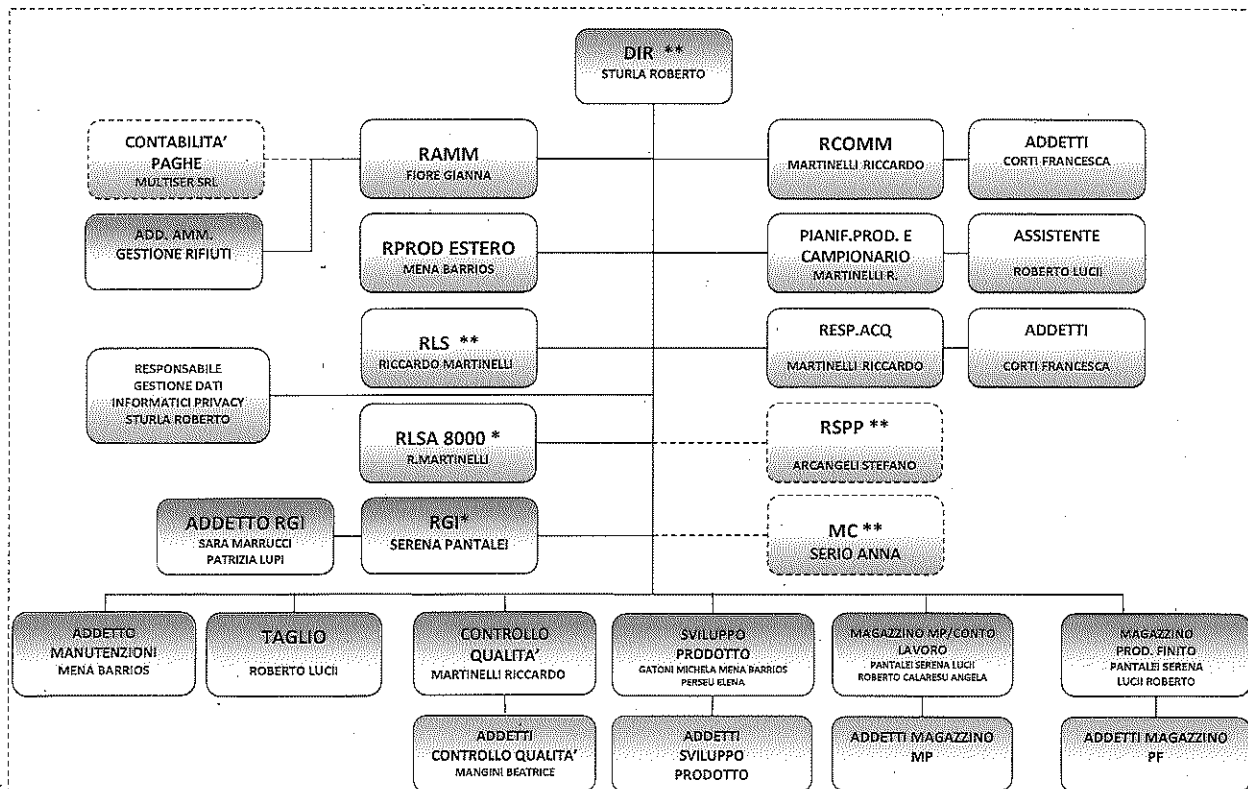 DIR **
STURLA ROBERTO
CONTABILITA'
PAGHE
MULTISER SRL
RAMM
FIORE GIANNA
RCOMM
MARTINELLI RICCARDO
ADDETTI
CORTI FRANCESCA
ADD. AMM.
GESTIONE RIFIUTI
RPROD ESTERO
MENA BARRIOS
PIANIF.PROD. E
CAMPIONARIO
MARTINELLI R.
ASSISTENTE
ROBERTO LUCII
RLS **
RICCARDO MARTINELLI
RESP.ACQ
MARTINELLI RICCARDO
ADDETTI
CORTI FRANCESCA
RESPONSABILE
GESTIONE DATI
INFORMATICI PRIVACY
STURLA ROBERTO
RLSA 8000 *
R.MARTINELLI
RSPP **
ARCANGELI STEFANO
ADDETTO RGI
SARA MARRUCCI
PATRIZIA LUPI
RGI*
SERENA PANTALEI
MC **
SERIO ANNA
ADDETTO
MANUTENZIONI
MENA BARRIOS
TAGLIO
ROBERTO LUCII
CONTROLLO
QUALITA'
MARTINELLI RICCARDO
SVILUPPO
PRODOTTO
GATONI MICHELA MENA BARRIOS
PERSEU ELENA
MAGAZZINO MP/CONTO
LAVORO
PANTALEI SERENA LUCII
ROBERTO CALARESU ANGELA
MAGAZZINO
PROD. FINITO
PANTALEI SERENA
LUCII ROBERTO
ADDETTI
CONTROLLO QUALITA'
MANGINI BEATRICE
ADDETTI
SVILUPPO
PRODOTTO
ADDETTI MAGAZZINO
MP
ADDETTI MAGAZZINO
PF